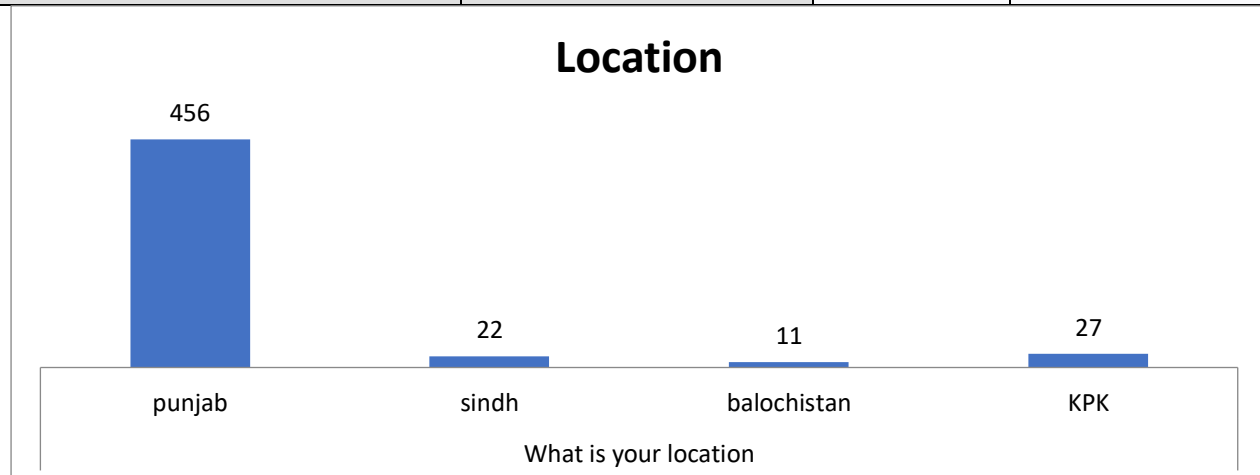 Location
456
22
11
27
punjab
sindh
balochistan
KPK
What is your location